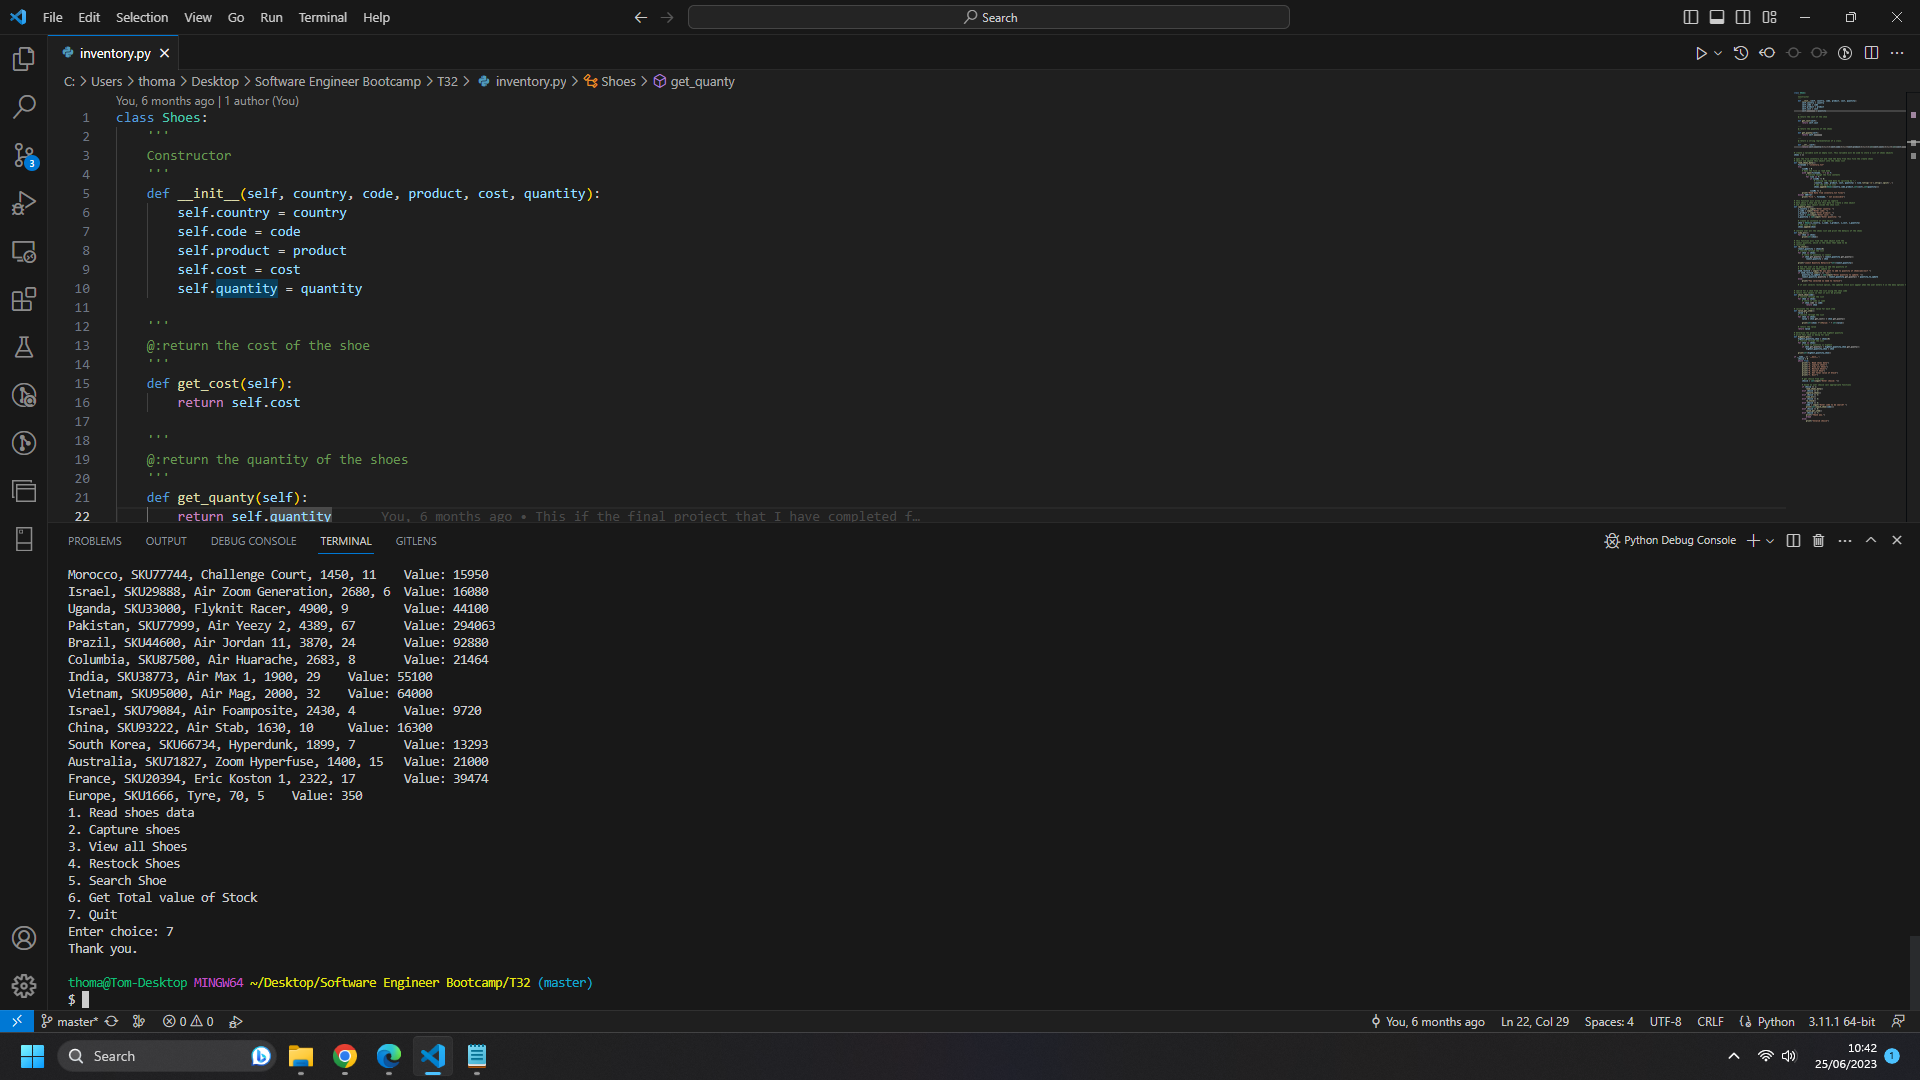 File Edit Selection View Go Run Terminal Help Search
inventory.py
C: > Users > thoma > Desktop > Software Engineer Bootcamp > T32 > inventory.py > Shoes > get_quanty
You, 6 months ago | 1 author (You)
1 class Shoes:
2 '''
3 Constructor
4 '''
5 def __init__(self, country, code, product, cost, quantity):
6 self.country = country
7 self.code = code
8 self.product = product
9 self.cost = cost
10 self.quantity = quantity
11
12 '''
13 @:return the cost of the shoe
14 '''
15 def get_cost(self):
16 return self.cost
17
18 '''
19 @:return the quantity of the shoes
20 '''
21 def get_quanty(self):
22 return self.quantity You, 6 months ago • This if the final project that I have completed f…
PROBLEMS OUTPUT DEBUG CONSOLE TERMINAL GITLENS Python Debug Console
Morocco, SKU77744, Challenge Court, 1450, 11 Value: 15950
Israel, SKU29888, Air Zoom Generation, 2680, 6 Value: 16080
Uganda, SKU33000, Flyknit Racer, 4900, 9 Value: 44100
Pakistan, SKU77999, Air Yeezy 2, 4389, 67 Value: 294063
Brazil, SKU44600, Air Jordan 11, 3870, 24 Value: 92880
Columbia, SKU87500, Air Huarache, 2683, 8 Value: 21464
India, SKU38773, Air Max 1, 1900, 29 Value: 55100
Vietnam, SKU95000, Air Mag, 2000, 32 Value: 64000
Israel, SKU79084, Air Foamposite, 2430, 4 Value: 9720
China, SKU93222, Air Stab, 1630, 10 Value: 16300
South Korea, SKU66734, Hyperdunk, 1899, 7 Value: 13293
Australia, SKU71827, Zoom Hyperfuse, 1400, 15 Value: 21000
France, SKU20394, Eric Koston 1, 2322, 17 Value: 39474
Europe, SKU1666, Tyre, 70, 5 Value: 350
1. Read shoes data
2. Capture shoes
3. View all Shoes
4. Restock Shoes
5. Search Shoe
6. Get Total value of Stock
7. Quit
Enter choice: 7
Thank you.
thoma@Tom-Desktop MINGW64 ~/Desktop/Software Engineer Bootcamp/T32 (master)
$
3
master* 0 0 You, 6 months ago Ln 22, Col 29 Spaces: 4 UTF-8 CRLF Python 3.11.1 64-bit
Search 10:42
25/06/2023 1